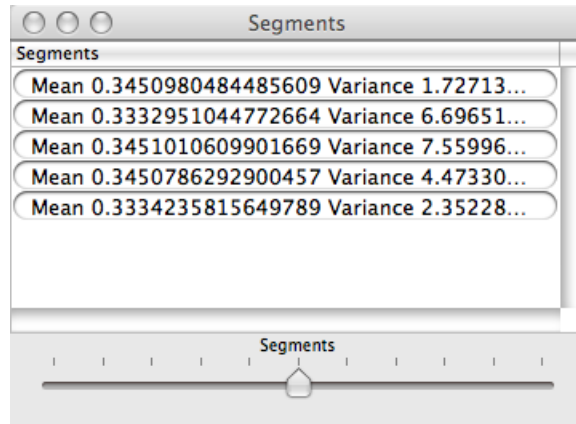 Segments
Segments
Mean 0.3450980484485609 Variance 1.72713...
Mean 0.3332951044772664 Variance 6.69651...
Mean 0.3451010609901669 Variance 7.55996...
Mean 0.3450786292900457 Variance 4.47330...
Mean 0.3334235815649789 Variance 2.35228...
Segments